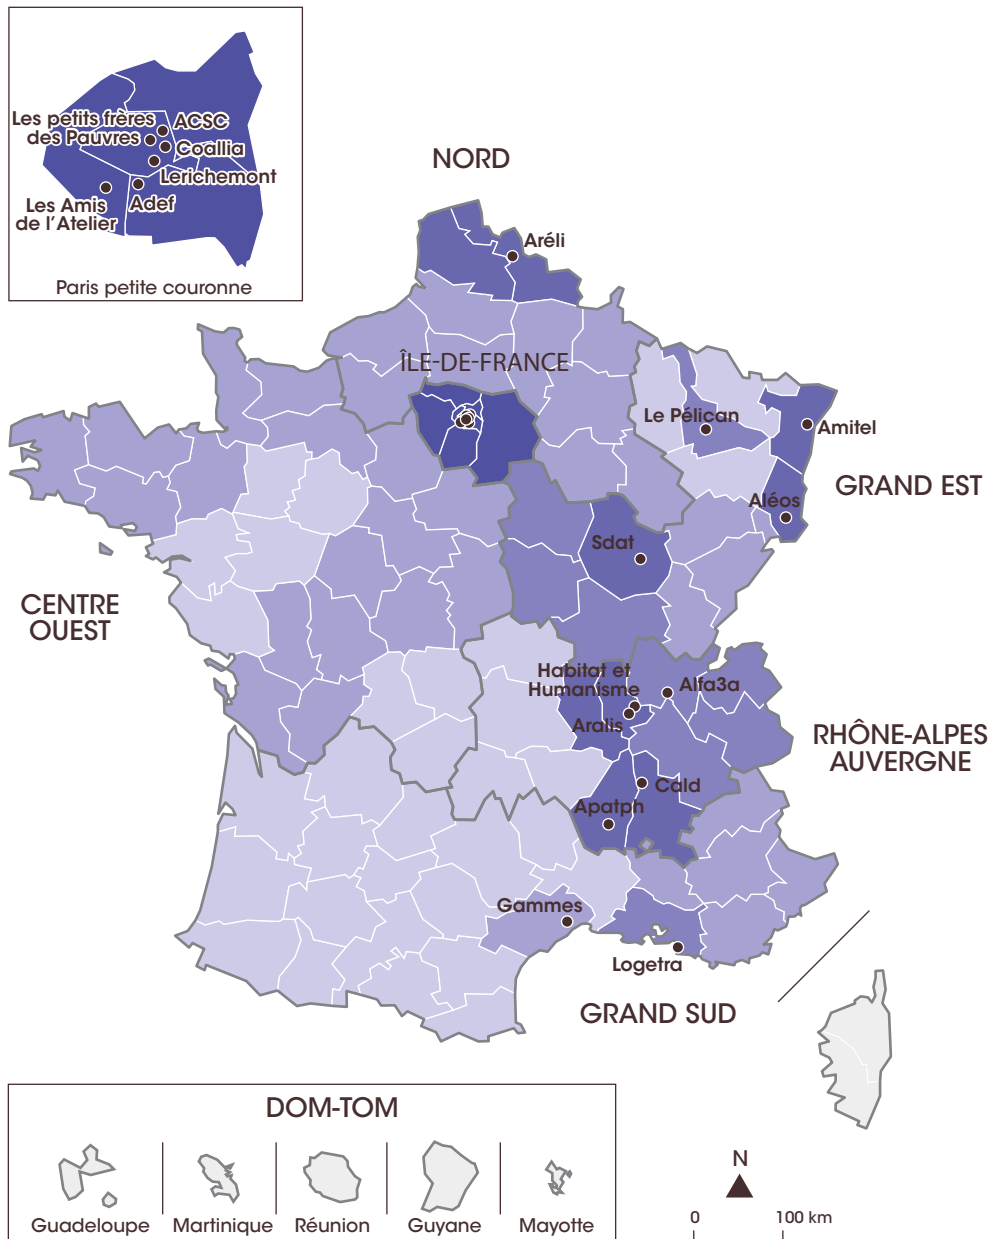 Les petits frères
des Pauvres
ACSC
Coallia
Lerichemont
Adef
Les Amis
de l'Atelier
Paris petite couronne
NORD
Aréli
ÎLE-DE-FRANCE
Le Pélican
Amitel
GRAND EST
Aléos
Sdat
CENTRE
OUEST
Habitat et
Humanisme
Alfa3a
Aralis
RHÔNE-ALPES
AUVERGNE
Cald
Apatph
Gammes
Logetra
GRAND SUD
DOM-TOM
Guadeloupe
Martinique
Réunion
Guyane
Mayotte
N
0
100 km